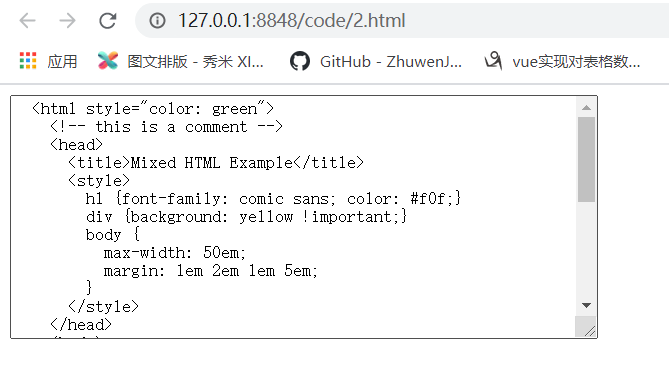 127.0.0.1:8848/code/2.html
应用 图文排版 - 秀米 XI... GitHub - ZhuwenJ... vue实现对表格数...
<html style="color: green">
<!-- this is a comment -->
<head>
<title>Mixed HTML Example</title>
<style>
h1 {font-family: comic sans; color: #f0f;}
div {background: yellow !important;}
body {
max-width: 50em;
margin: 1em 2em 1em 5em;
}
</style>
</head>